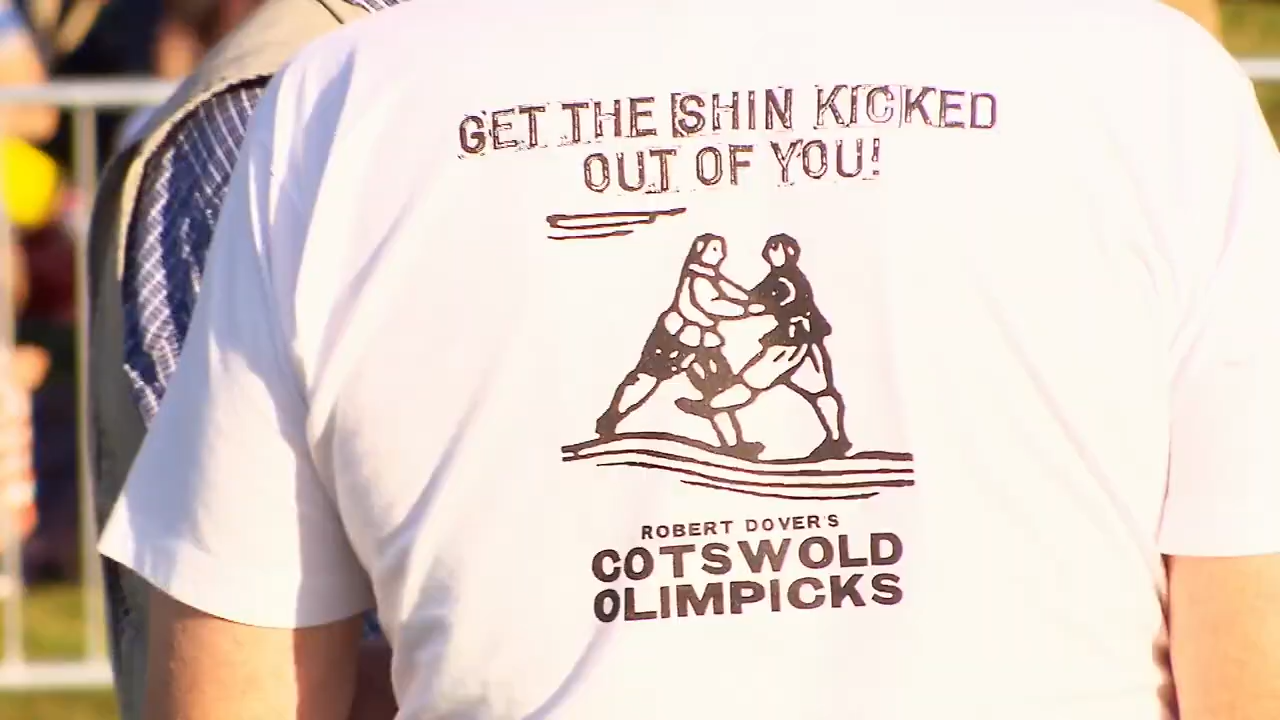 GET THE SHIN KICKED
OUT OF YOU!
ROBERT DOVER'S
COTSWOLD
OLIMPICKS